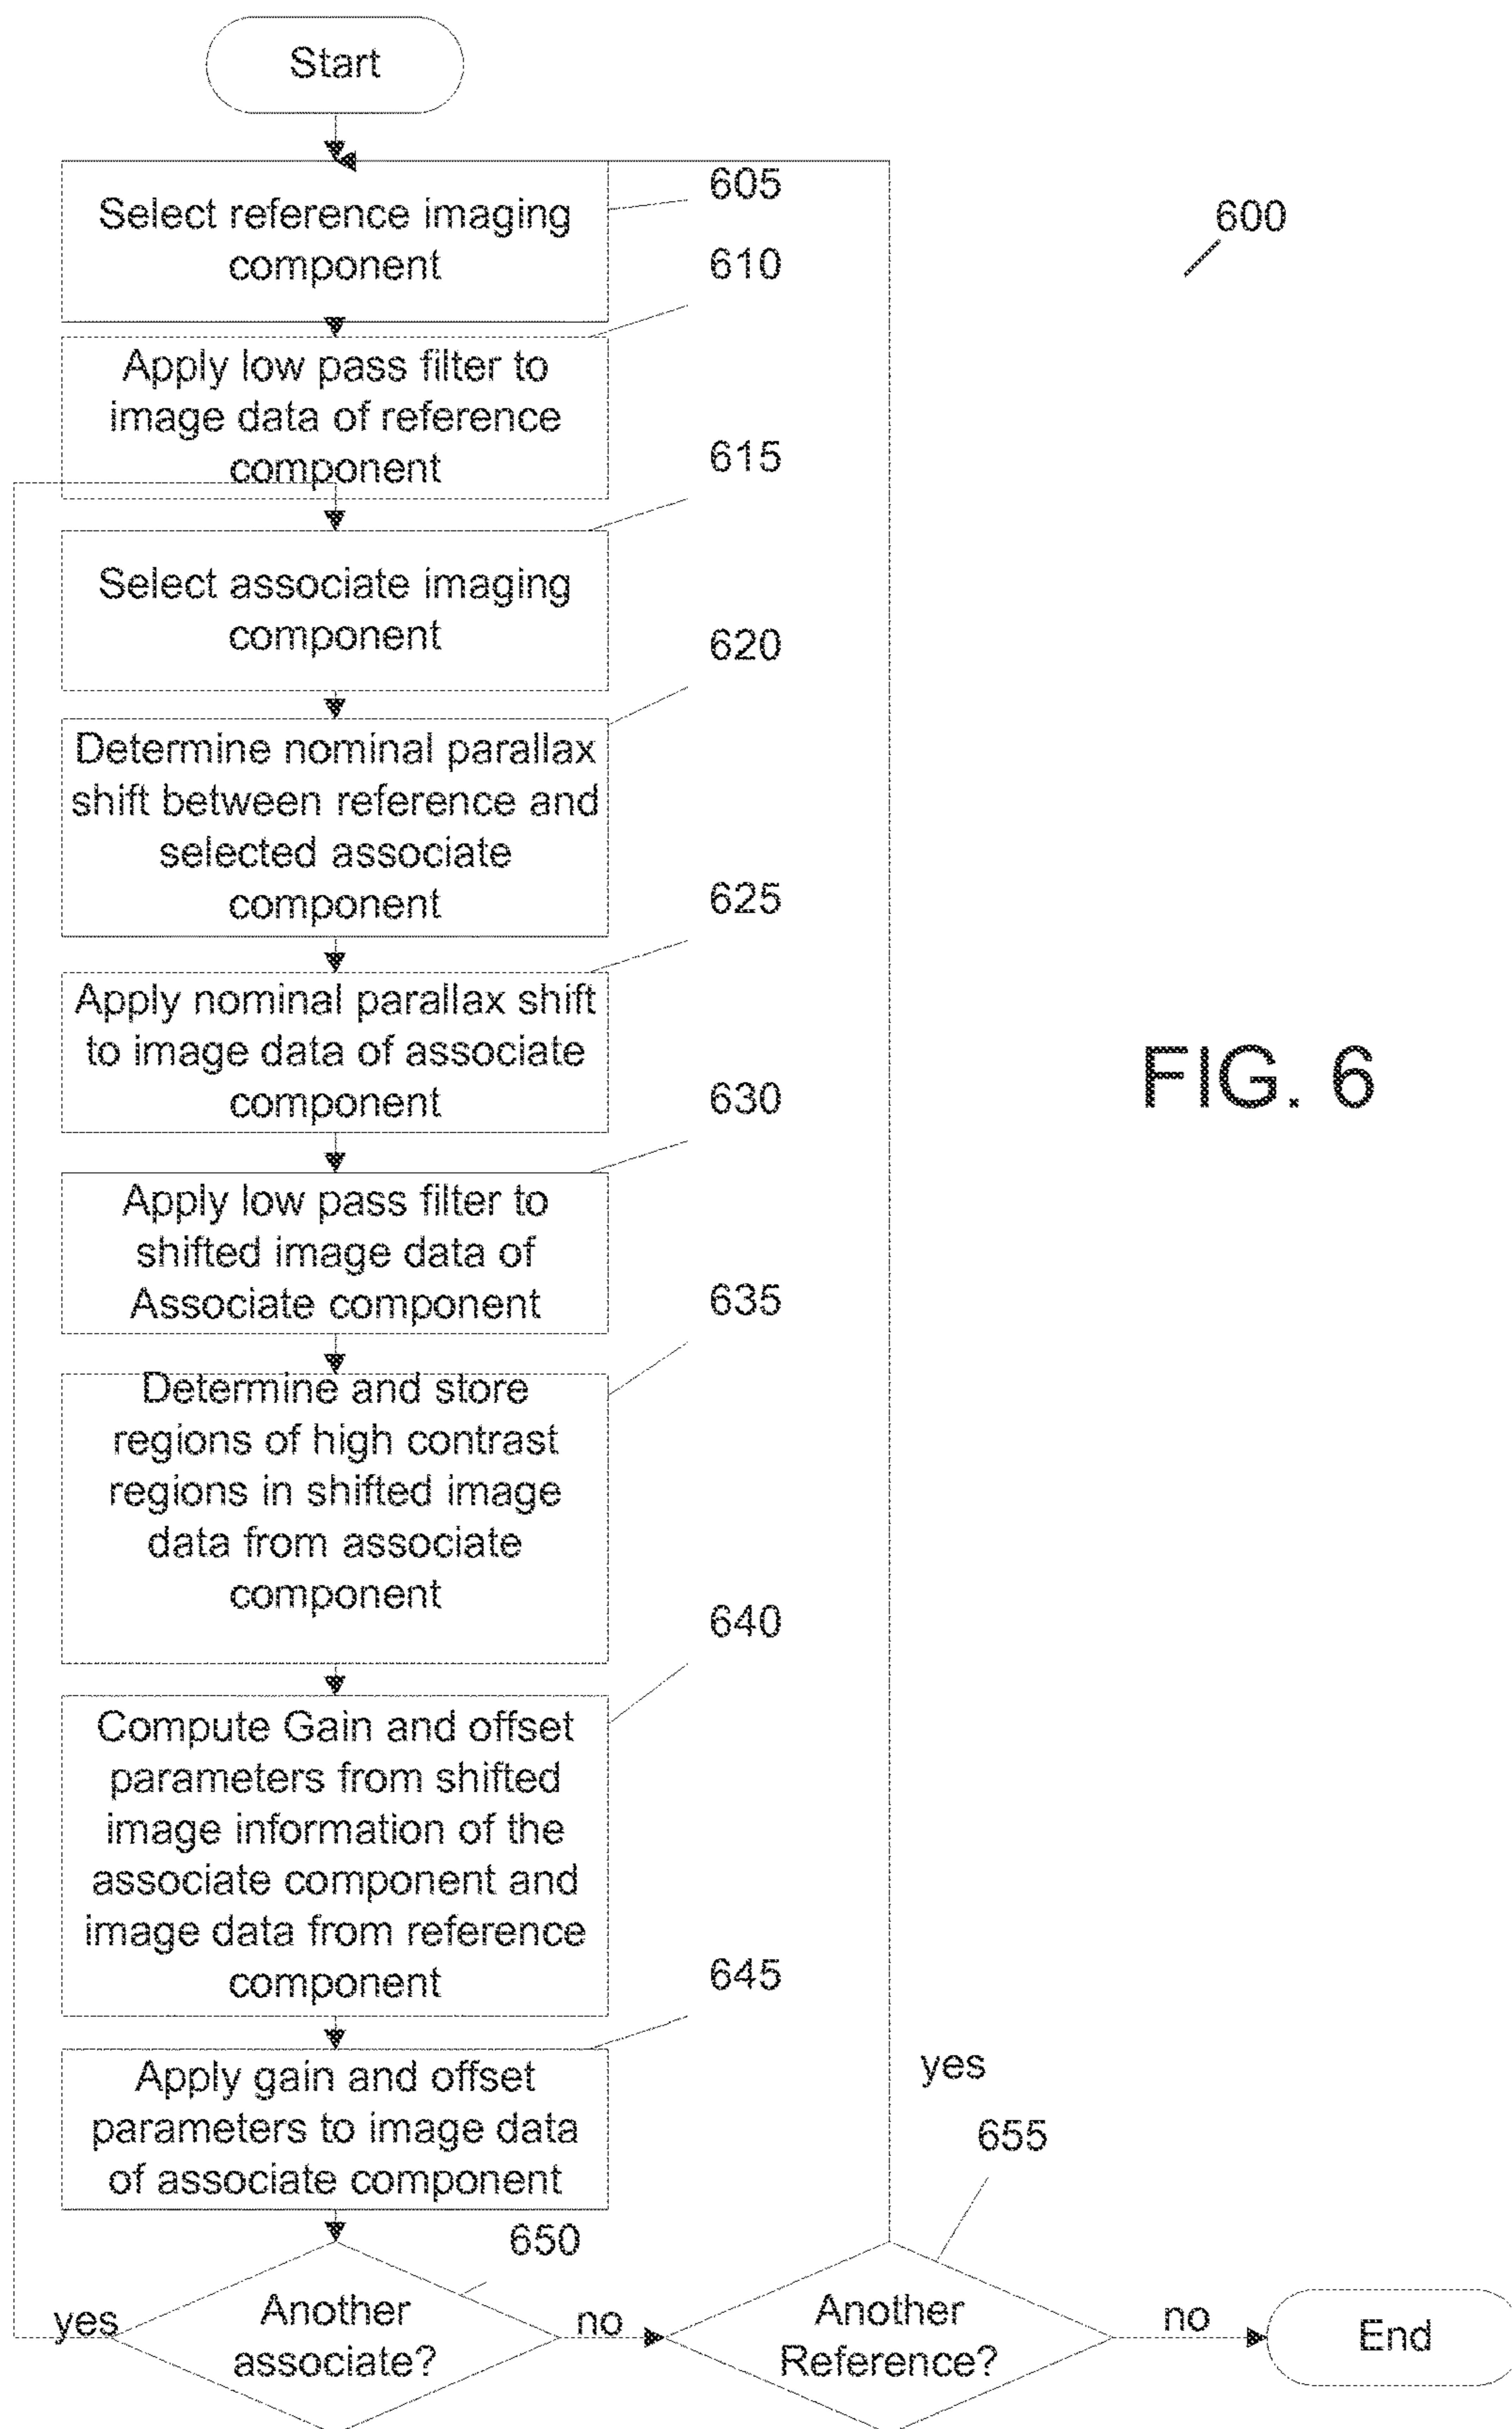 Start
605
Select reference imaging
component
600
610
Apply low pass filter to
image data of reference
component
615
Select associate imaging
component
620
Determine nominal parallax
shift between reference and
selected associate
component
625
Apply nominal parallax shift
to image data of associate
component
FIG. 6
630
Apply low pass filter to
shifted image data of
Associate component
635
Determine and store
regions of high contrast
regions in shifted image
data from associate
component
640
Compute Gain and offset
parameters from shifted
image information of the
associate component and
image data from reference
component
645
Apply gain and offset
parameters to image data
of associate component
yes
655
650
yes
Another
associate?
no
Another
Reference?
no
End